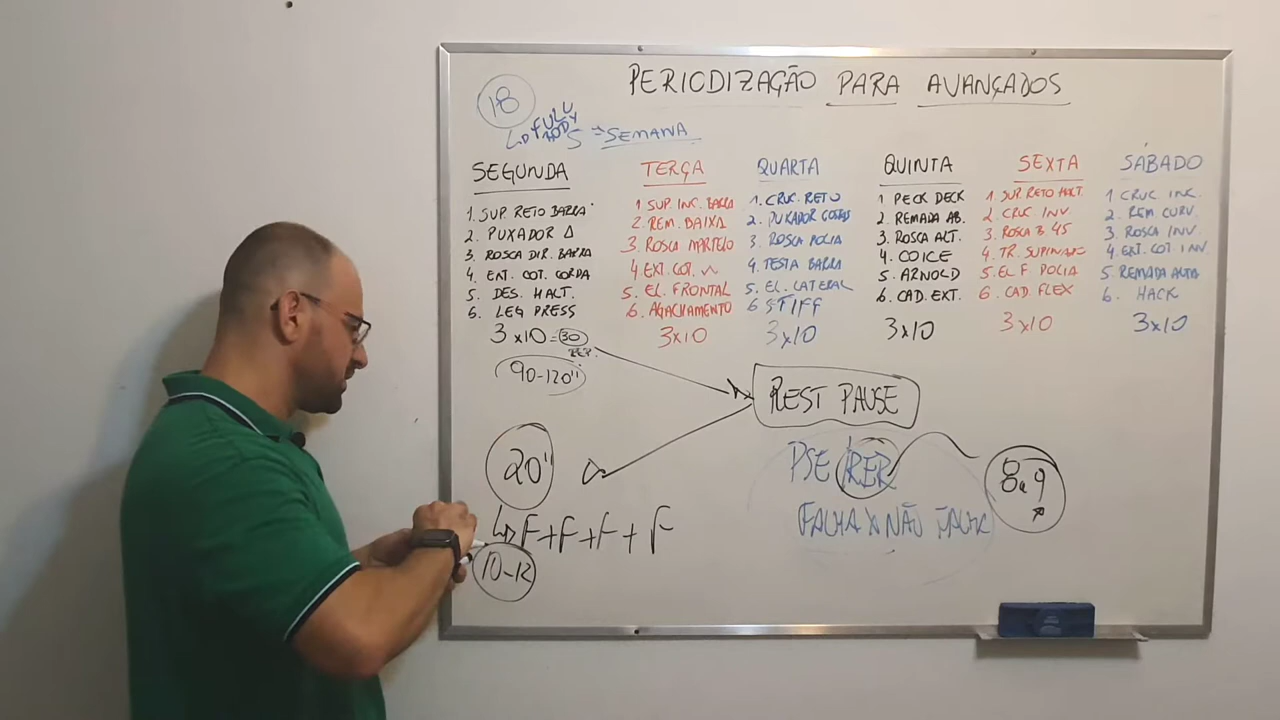 PERIODIZAÇÃO PARA AVANÇADOS
18
FULL BODY
5 = SEMANA
SEGUNDA
1. SUP. RETO BARRA
2. PUXADOR Δ
3. ROSCA DIR. BARRA
4. EXT. COT. CORDA
5. DES. HALT.
6. LEG PRESS
3x10=30
REP.
90-120"
TERÇA
1 SUP. INC. BARRA
2 REM. BAIXA
3. ROSCA MARTELO
4. EXT. COT. W
5. EL. FRONTAL
6. AGACHAMENTO
3x10
QUARTA
1. CRUC. RETO
2. PUXADOR COSTAS
3. ROSCA POLIA
4. TESTA BARRA
5. EL. LATERAL
6 STIFF
3x10
QUINTA
1 PECK DECK
2. REMADA AB.
3. ROSCA ALT.
4. COICE
5. ARNOLD
6. CAD. EXT.
3x10
SEXTA
1. SUP. RETO HALT.
2. CRUC INV.
3. ROSCA B 45
4. TR. SUPINADO
5. EL F POLIA
6. CAD. FLEX
3x10
SÁBADO
1 CRUC INC.
2. REM CURV.
3. ROSCA INV.
4. EXT. COT INV.
5. REMADA ALTA
6. HACK
3x10
REST PAUSE
20"
F+F+F+F
10-12
PSE RER
8 a 9
FALHA X NÃO FALHA